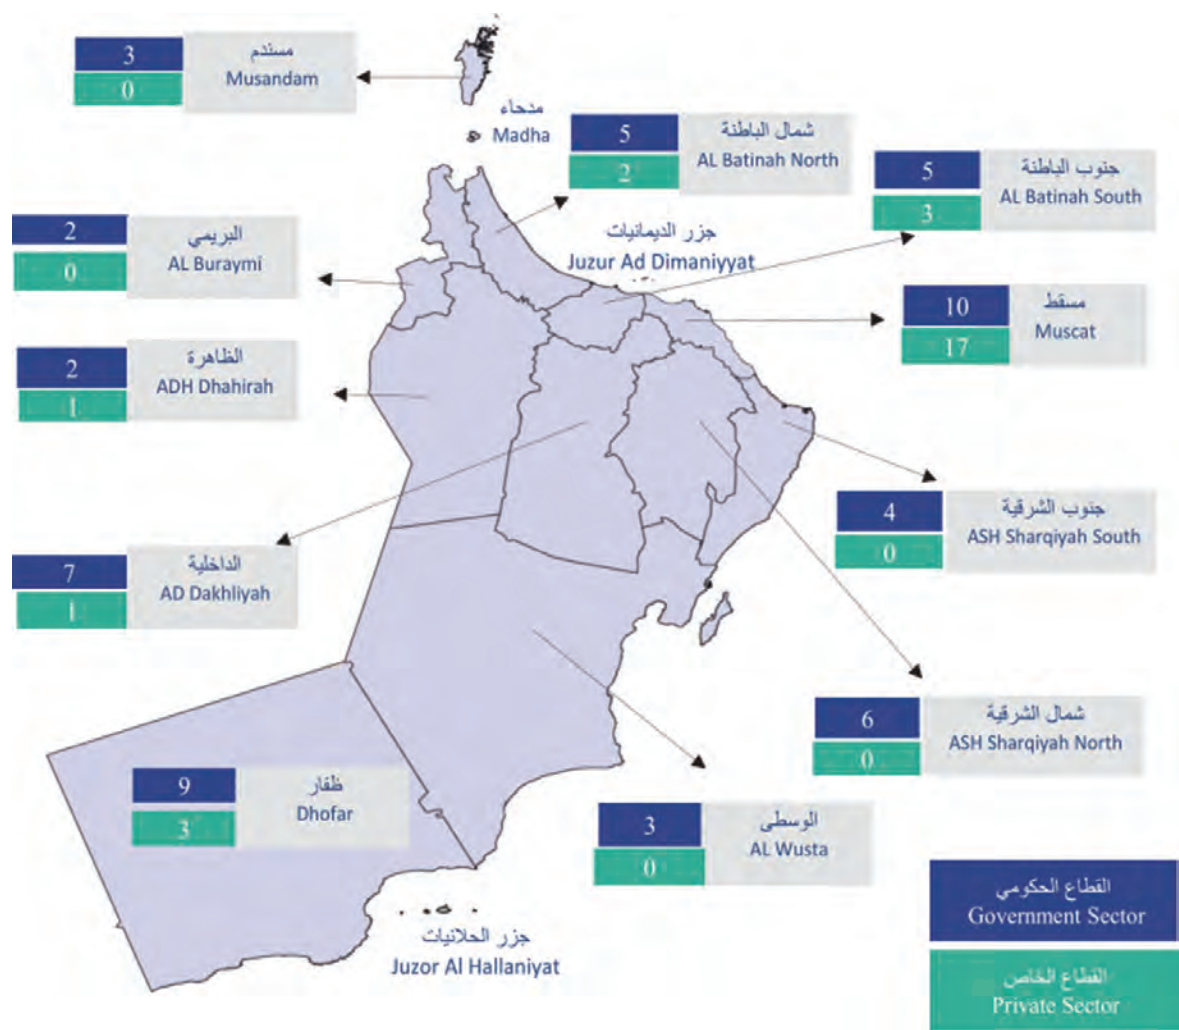 3
0
مسندم
Musandam
مدحاء
Madha
5
2
شمال الباطنة
AL Batinah North
5
3
جنوب الباطنة
AL Batinah South
2
0
البريمي
AL Buraymi
جزر الديمانيات
Juzur Ad Dimaniyyat
10
17
مسقط
Muscat
2
1
الظاهرة
ADH Dhahirah
4
0
جنوب الشرقية
ASH Sharqiyah South
7
1
الداخلية
AD Dakhliyah
6
0
شمال الشرقية
ASH Sharqiyah North
9
3
ظفار
Dhofar
3
0
الوسطى
AL Wusta
جزر الحلانيات
Juzor Al Hallaniyat
القطاع الحكومي
Government Sector
القطاع الخاص
Private Sector